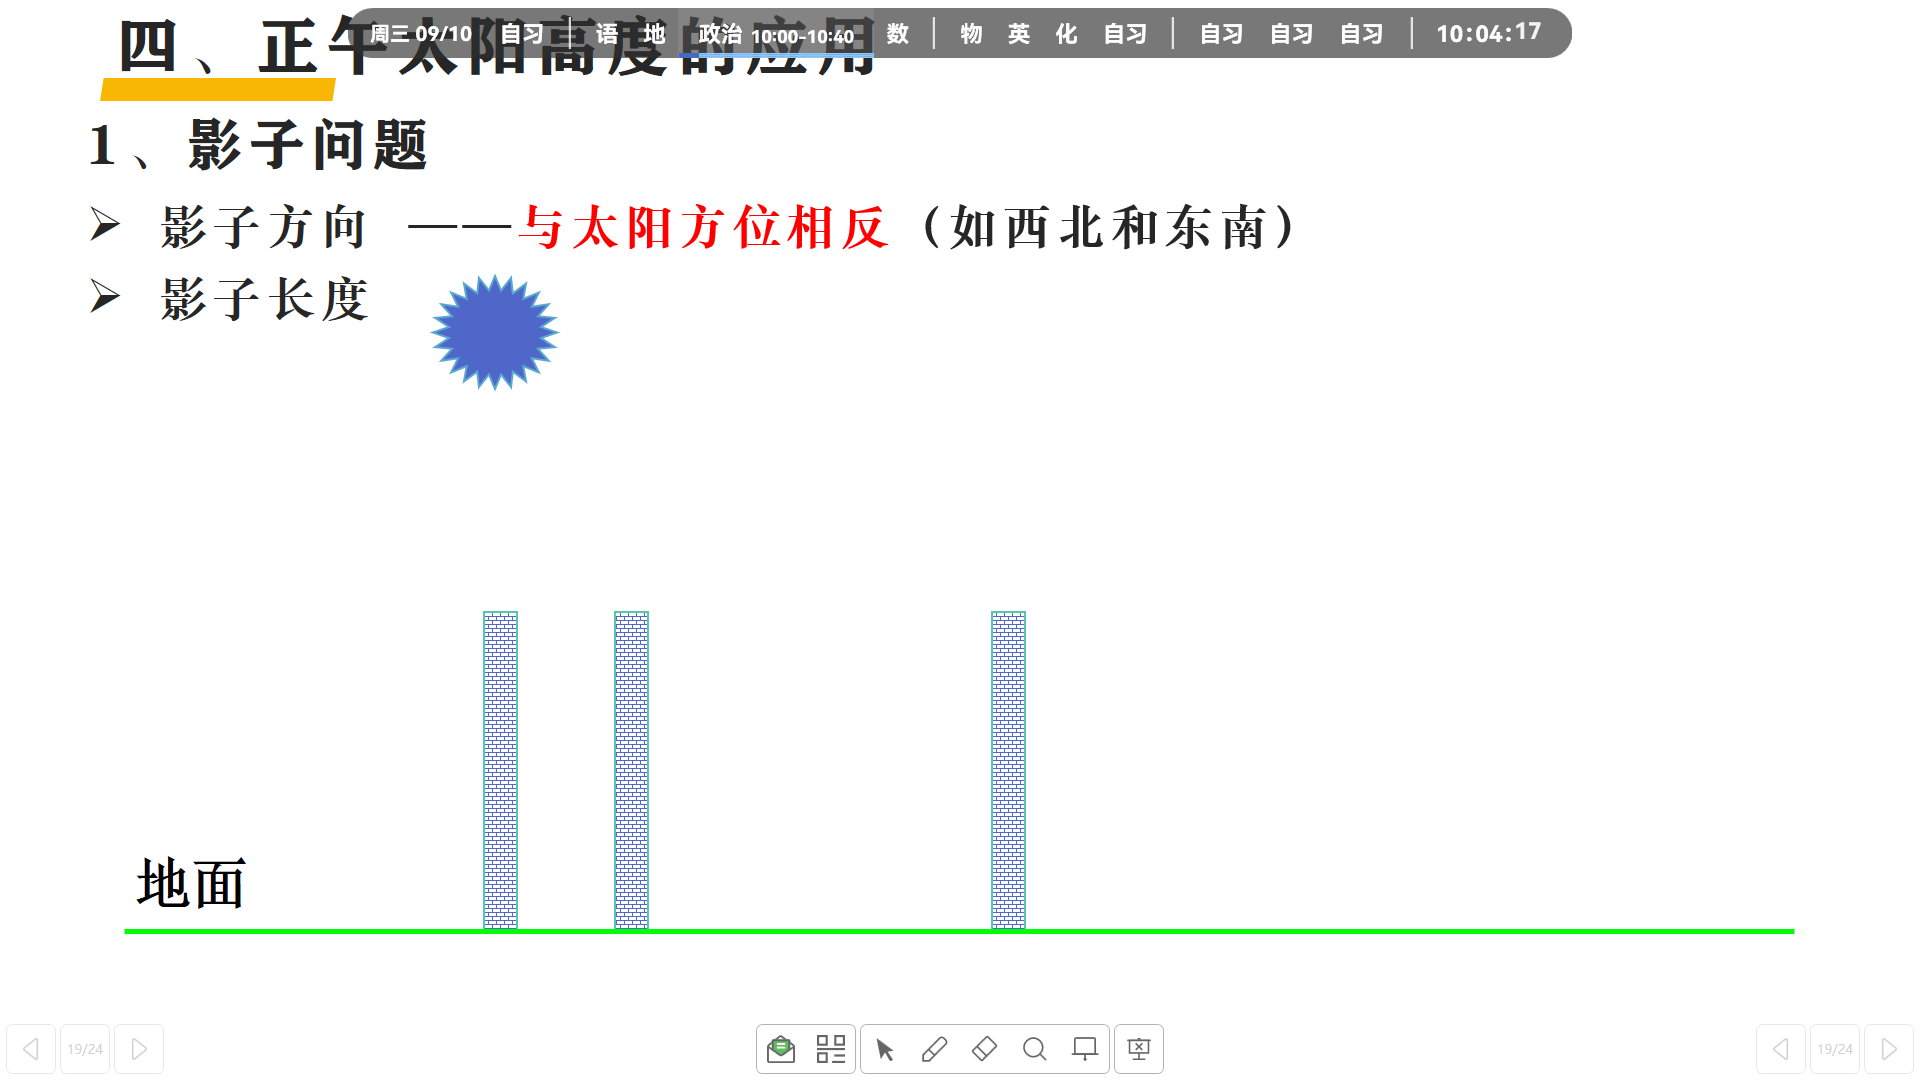 四、正午太阳高度的应用
周三 09/10 自习 语 地 政治 10:00-10:40 数 物 英 化 自习 自习 自习 自习 10:04:17
1、影子问题
➢ 影子方向 ——与太阳方位相反（如西北和东南）
➢ 影子长度
地面
19/24
19/24